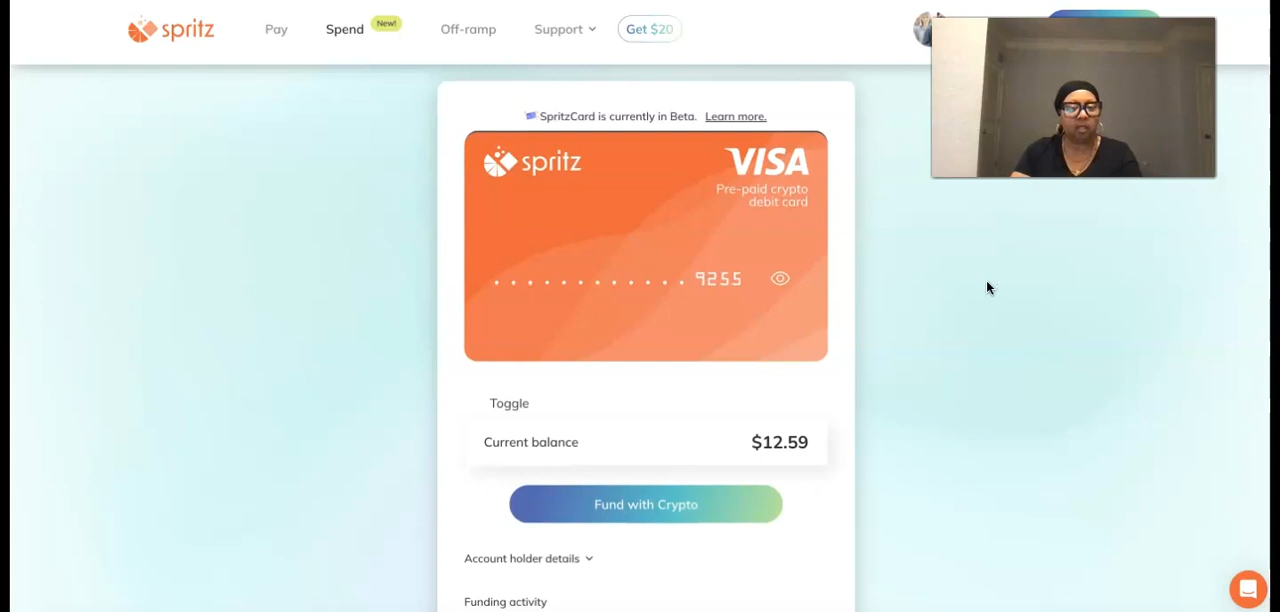 spritz
Pay
Spend
New!
Off-ramp
Support
Get $20
SpritzCard is currently in Beta. Learn more.
spritz
VISA
Pre-paid crypto
debit card
9255
Toggle
Current balance
$12.59
Fund with Crypto
Account holder details
Funding activity